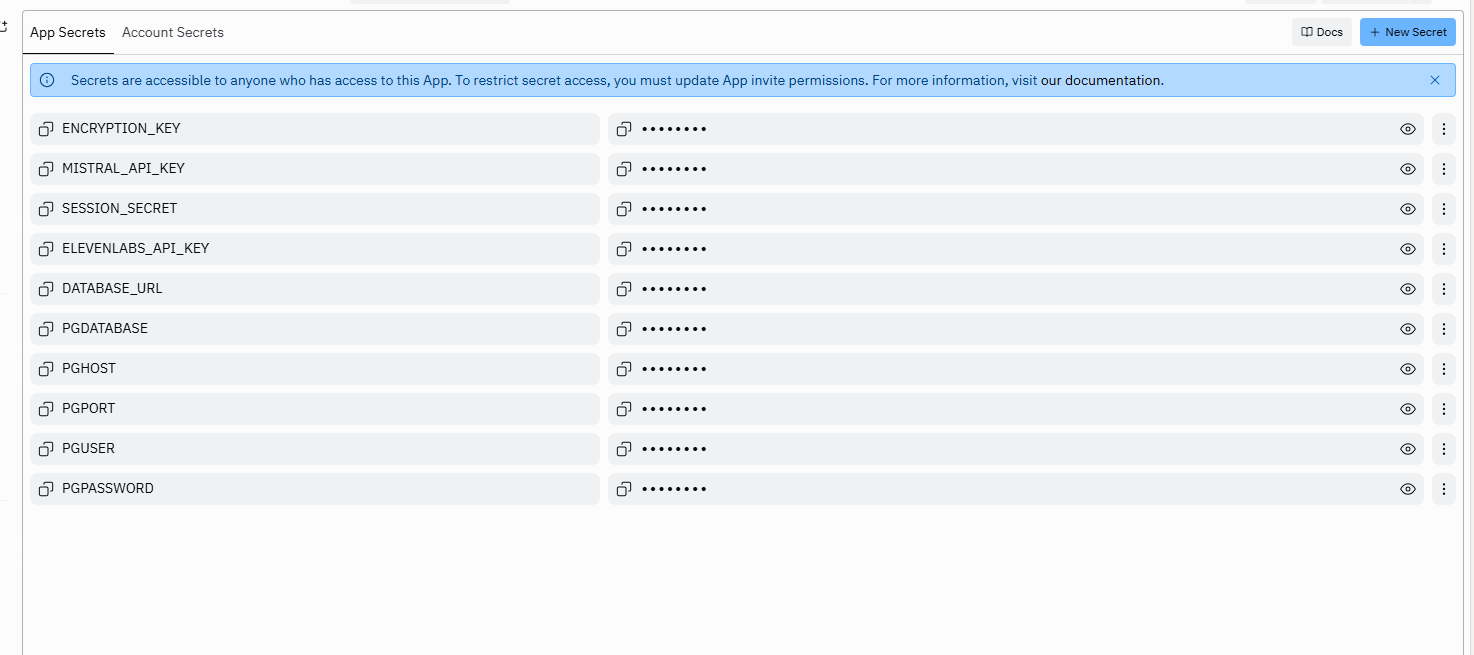 App Secrets Account Secrets Docs + New Secret
Secrets are accessible to anyone who has access to this App. To restrict secret access, you must update App invite permissions. For more information, visit our documentation.
ENCRYPTION_KEY ••••••••
MISTRAL_API_KEY ••••••••
SESSION_SECRET ••••••••
ELEVENLABS_API_KEY ••••••••
DATABASE_URL ••••••••
PGDATABASE ••••••••
PGHOST ••••••••
PGPORT ••••••••
PGUSER ••••••••
PGPASSWORD ••••••••